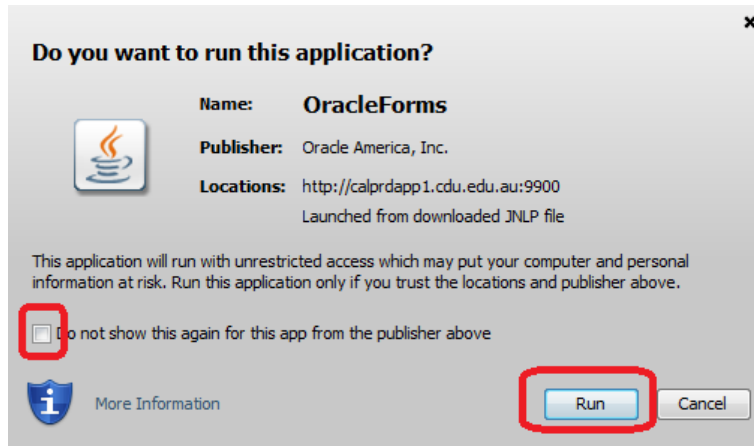 Do you want to run this application?
Name: OracleForms
Publisher: Oracle America, Inc.
Locations: http://calprdapp1.cdu.edu.au:9900
Launched from downloaded JNLP file
This application will run with unrestricted access which may put your computer and personal
information at risk. Run this application only if you trust the locations and publisher above.
Do not show this again for this app from the publisher above
More Information
Run
Cancel